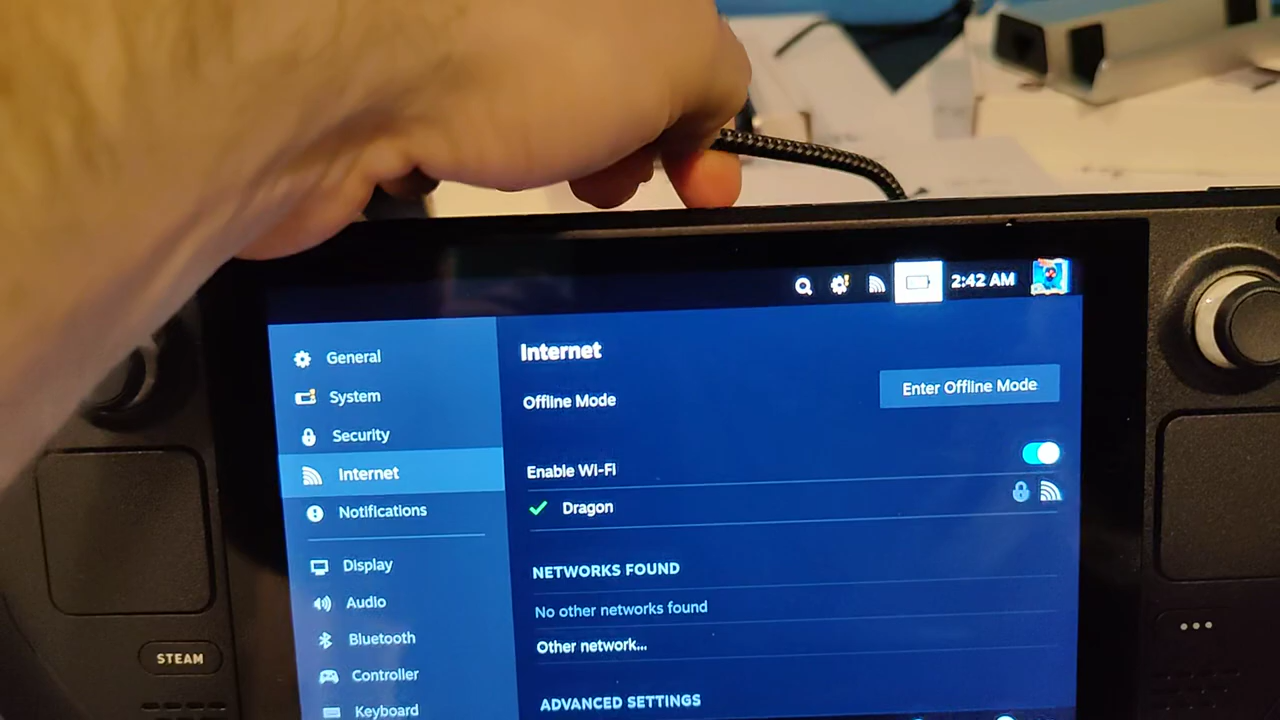 2:42 AM
General
System
Security
Internet
Notifications
Display
Audio
Bluetooth
Controller
Keyboard
Internet
Offline Mode
Enter Offline Mode
Enable Wi-Fi
Dragon
NETWORKS FOUND
No other networks found
Other network...
ADVANCED SETTINGS
STEAM